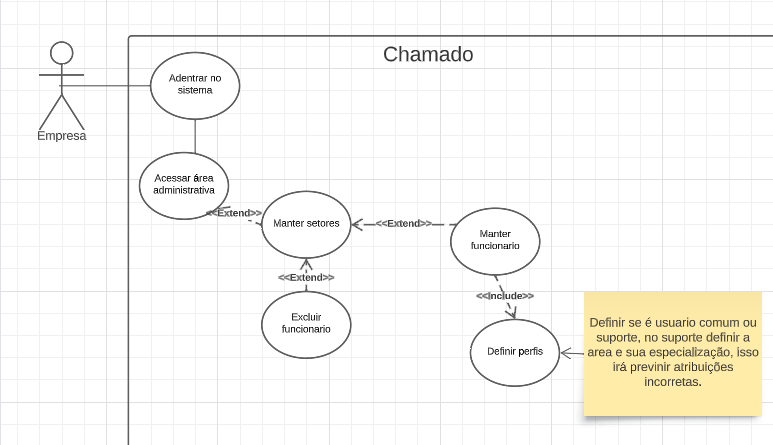 Chamado
Adentrar no
sistema
Empresa
Acessar área
administrativa
<<Extend>>
Manter setores
<<Extend>>
Manter
funcionario
<<Extend>>
<<Include>>
Excluir
funcionario
Definir perfis
Definir se é usuario comum ou
suporte, no suporte definir a
area e sua especialização, isso
irá previnir atribuições
incorretas.